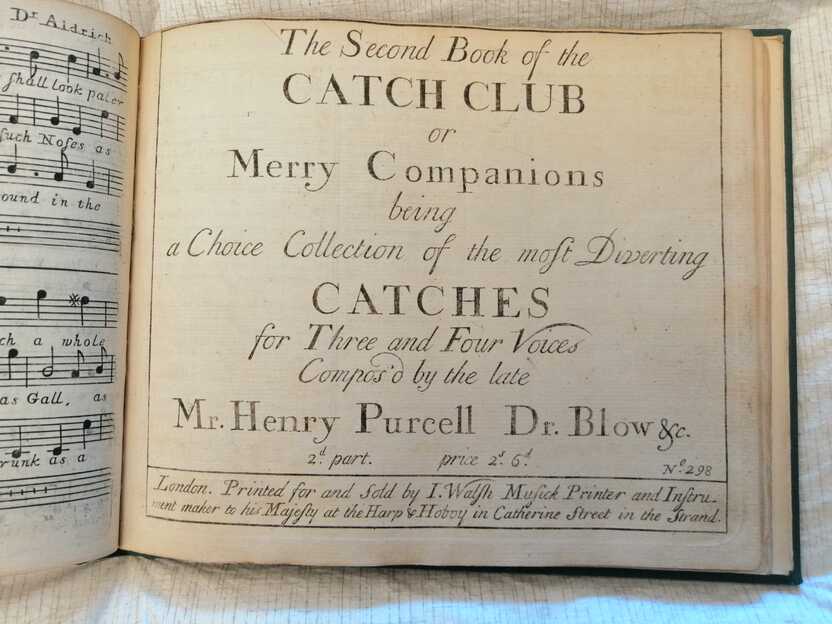 Dr Aldrich
shall look paler
such Noses as
ound in the
ch a whole
as Gall, as
runk as a
The Second Book of the
CATCH CLUB
or
Merry Companions
being
a Choice Collection of the moſt Diverting
CATCHES
for Three and Four Voices
Compos'd by the late
Mr. Henry Purcell Dr. Blow &c.
2d. part. price 2s. 6d. No. 298
London. Printed for and Sold by I. Walſh Muſick Printer and Inſtru-
ment maker to his Majeſty at the Harp & Hoboy in Catherine Street in the Strand.